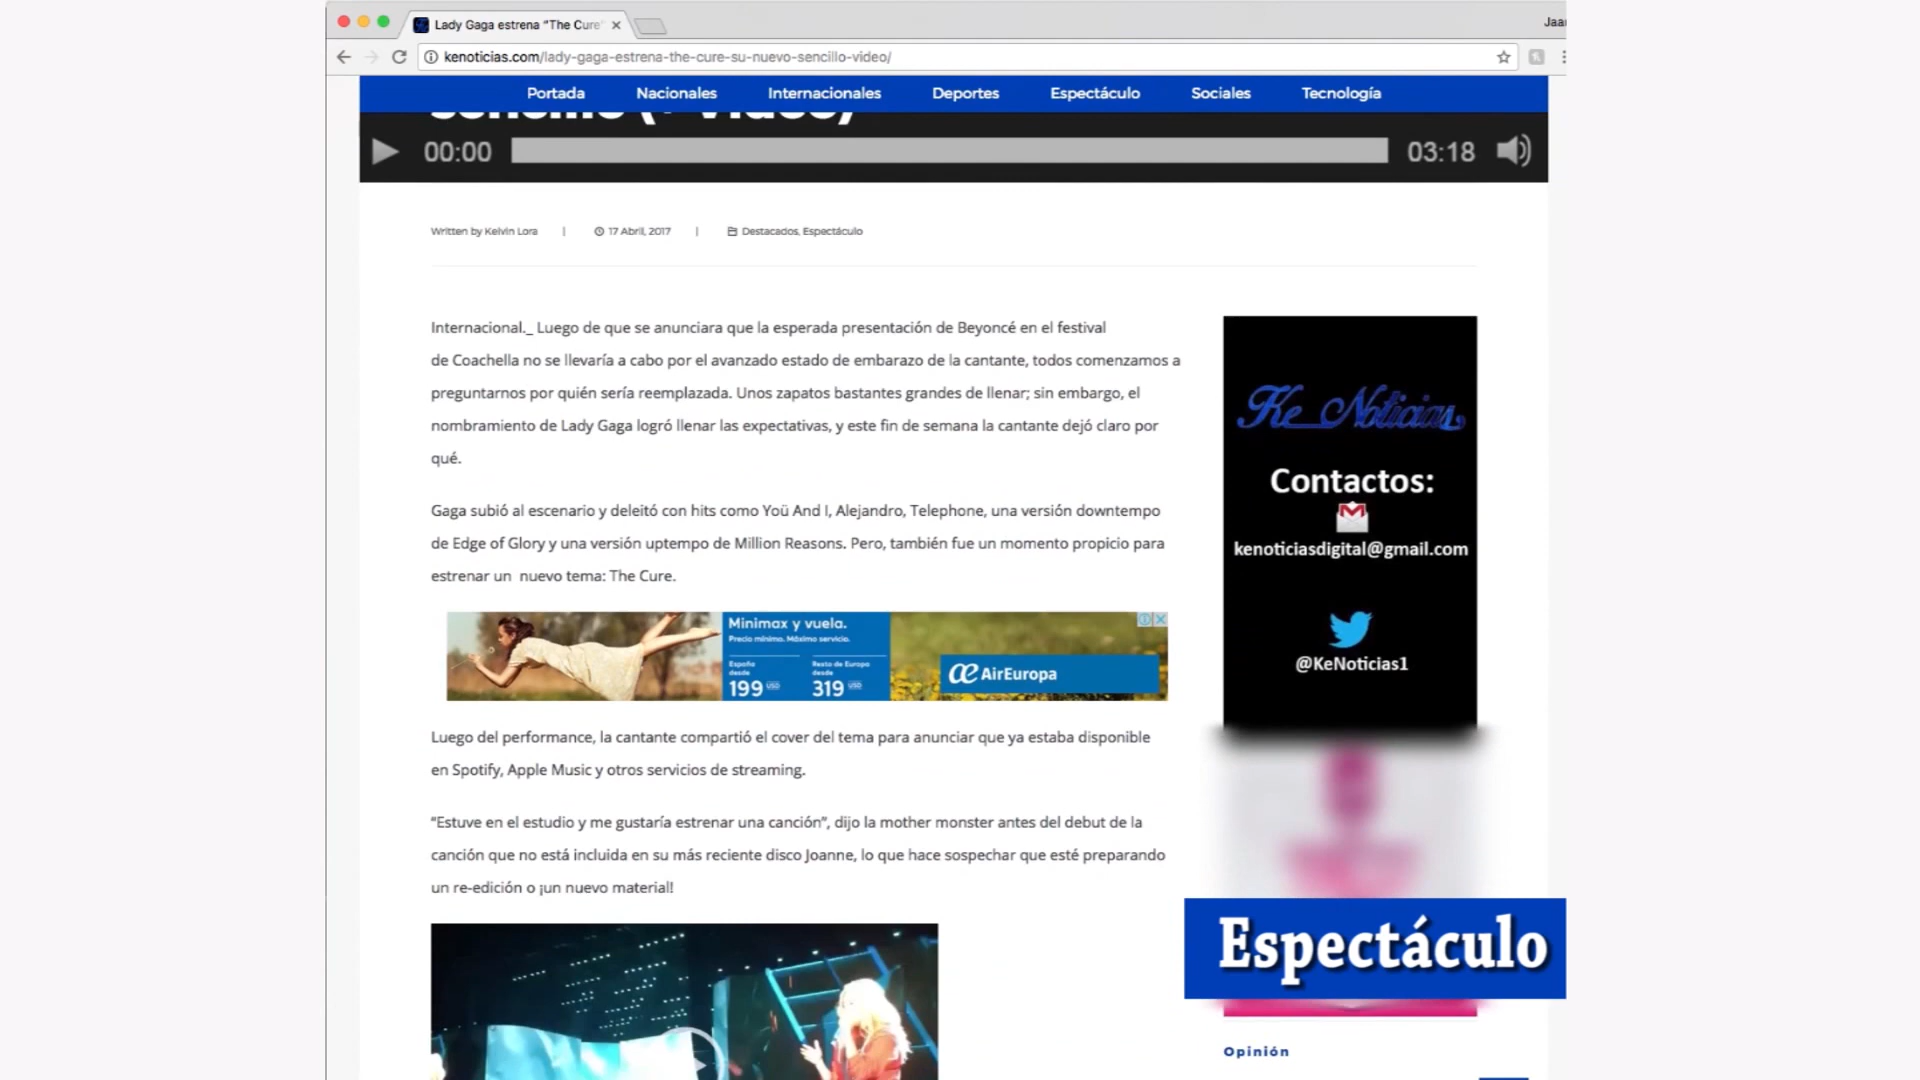 Lady Gaga estrena “The Cure”
Jaa
kenoticias.com/lady-gaga-estrena-the-cure-su-nuevo-sencillo-video/
Portada Nacionales Internacionales Deportes Espectáculo Sociales Tecnología
sencillo (+ video)
00:00 03:18
Written by Kelvin Lora | 17 Abril, 2017 | Destacados, Espectáculo
Internacional._ Luego de que se anunciara que la esperada presentación de Beyoncé en el festival
de Coachella no se llevaría a cabo por el avanzado estado de embarazo de la cantante, todos comenzamos a
preguntarnos por quién sería reemplazada. Unos zapatos bastantes grandes de llenar; sin embargo, el
nombramiento de Lady Gaga logró llenar las expectativas, y este fin de semana la cantante dejó claro por
qué.
Gaga subió al escenario y deleitó con hits como Yoü And I, Alejandro, Telephone, una versión downtempo
de Edge of Glory y una versión uptempo de Million Reasons. Pero, también fue un momento propicio para
estrenar un nuevo tema: The Cure.
Minimax y vuela.
Precio mínimo. Máximo servicio.
España desde 199 USD
Resto de Europa desde 319 USD
AirEuropa
Luego del performance, la cantante compartió el cover del tema para anunciar que ya estaba disponible
en Spotify, Apple Music y otros servicios de streaming.
“Estuve en el estudio y me gustaría estrenar una canción”, dijo la mother monster antes del debut de la
canción que no está incluida en su más reciente disco Joanne, lo que hace sospechar que esté preparando
un re-edición o ¡un nuevo material!
Ke Noticias
Contactos:
kenoticiasdigital@gmail.com
@KeNoticias1
Espectáculo
Opinión